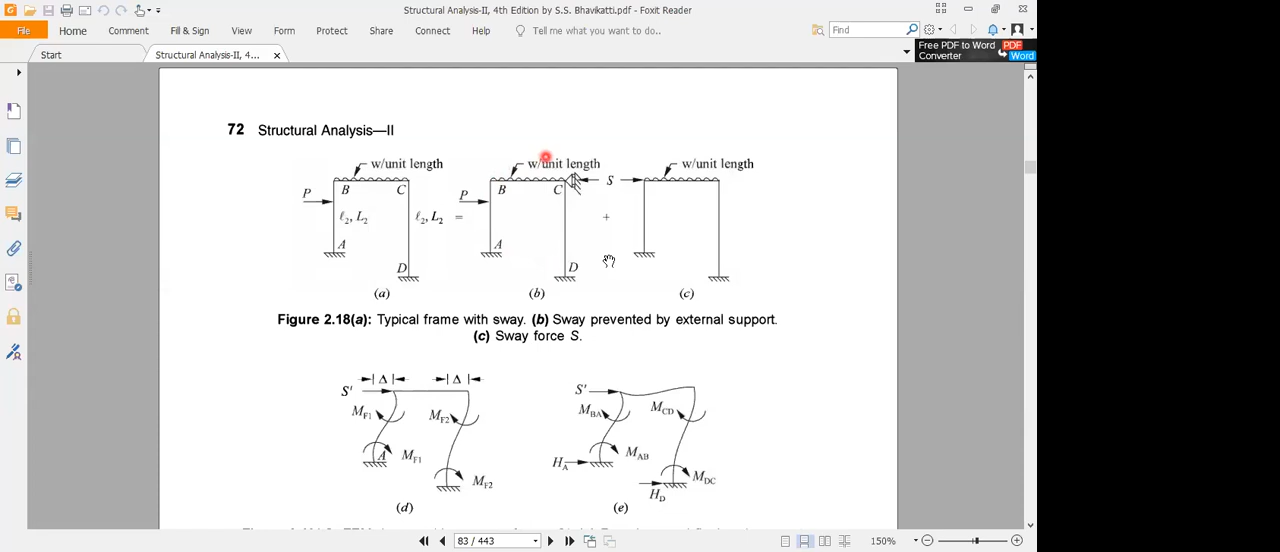 Structural Analysis-II, 4th Edition by S.S. Bhavikatti.pdf - Foxit Reader
File Home Comment Fill & Sign View Form Protect Share Connect Help Tell me what you want to do.. Find
Start Structural Analysis-II, 4... Free PDF to Word Converter PDF Word
72 Structural Analysis—II
w/unit length w/unit length w/unit length
P B C P B C S
ℓ2, L2 ℓ2, L2 = +
A A
D D
(a) (b) (c)
Figure 2.18(a): Typical frame with sway. (b) Sway prevented by external support.
(c) Sway force S.
Δ Δ
S' S'
MF1 MF2 MBA MCD
A MF1 MAB
HA
MF2 MDC
HD
(d) (e)
83 / 443 150%